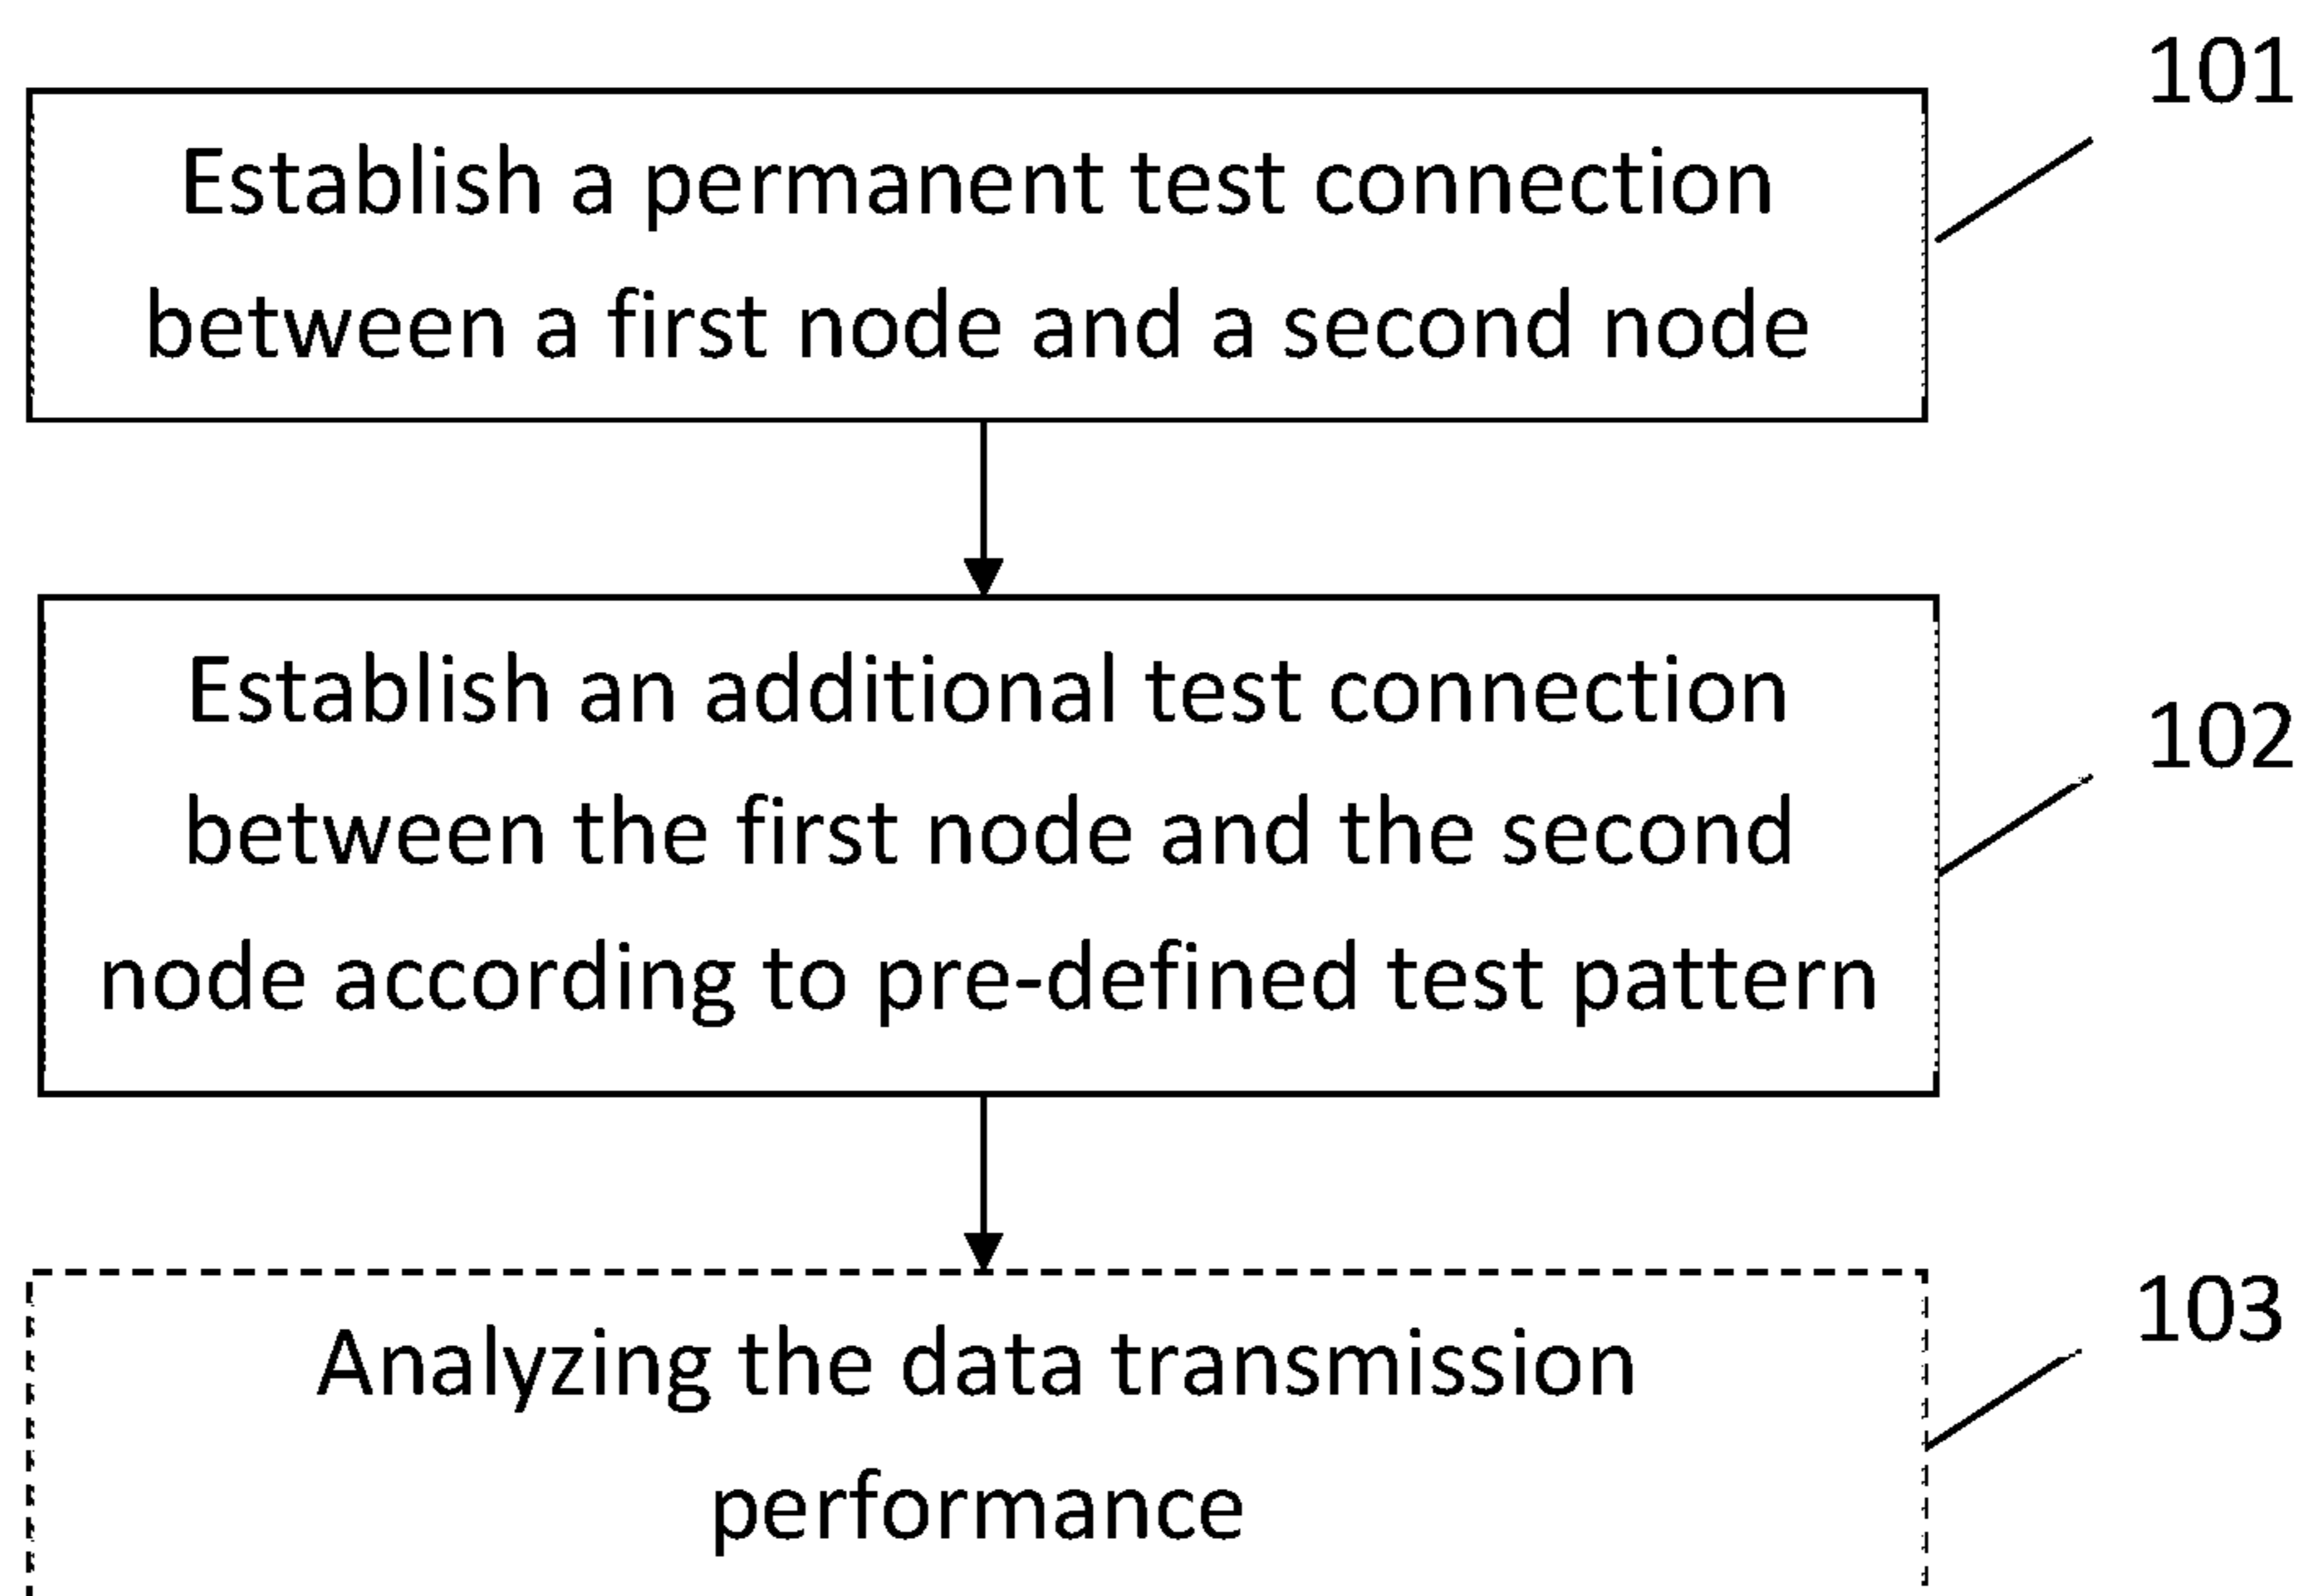 101
Establish a permanent test connection
between a first node and a second node
Establish an additional test connection
102
between the first node and the second
node according to pre-defined test pattern
103
Analyzing the data transmission
performance